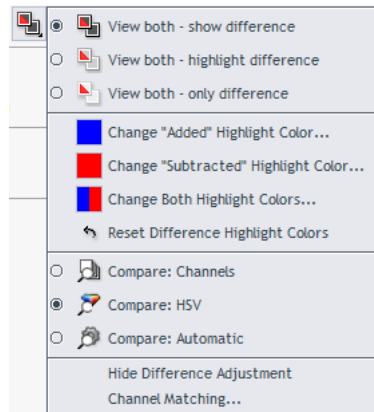 View both - show difference
View both - highlight difference
View both - only difference
Change "Added" Highlight Color...
Change "Subtracted" Highlight Color...
Change Both Highlight Colors...
Reset Difference Highlight Colors
Compare: Channels
Compare: HSV
Compare: Automatic
Hide Difference Adjustment
Channel Matching...